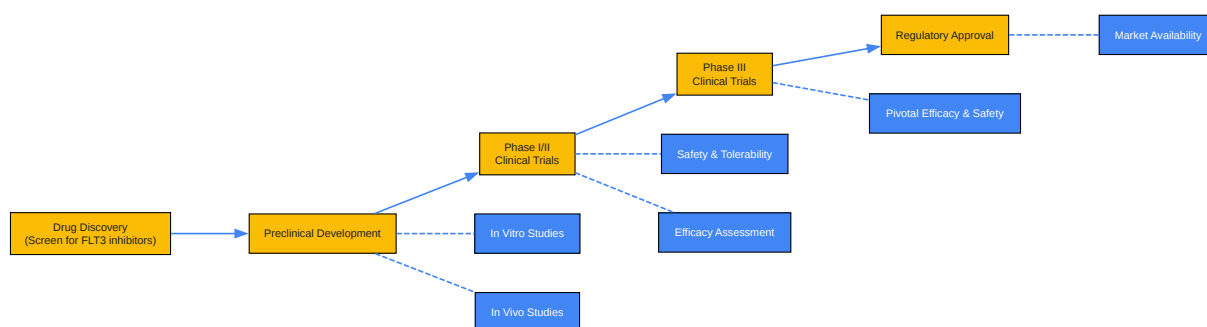 Regulatory Approval
Market Availability
Phase III
Clinical Trials
Pivotal Efficacy & Safety
Phase I/II
Clinical Trials
Safety & Tolerability
Drug Discovery
(Screen for FLT3 inhibitors)
Preclinical Development
In Vitro Studies
Efficacy Assessment
In Vivo Studies